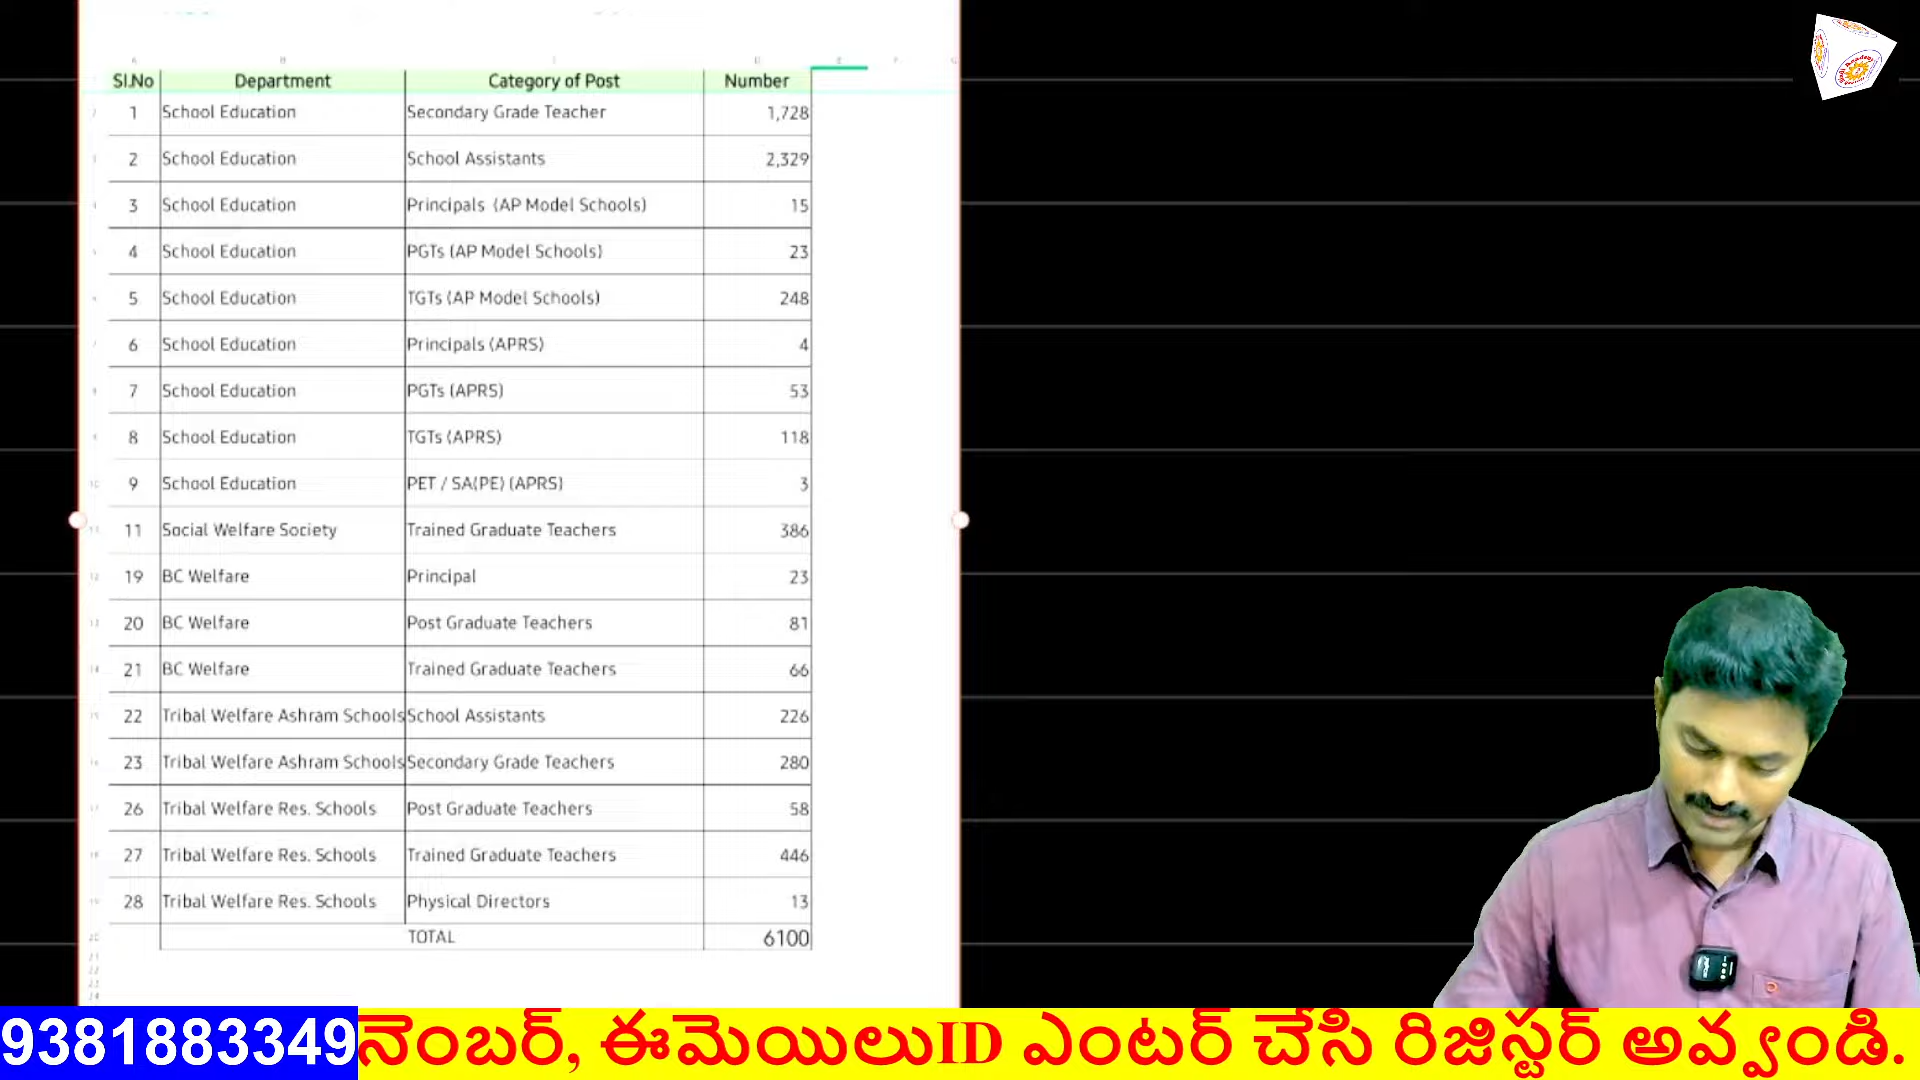 Sl.No Department Category of Post Number
1 School Education Secondary Grade Teacher 1,728
2 School Education School Assistants 2,329
3 School Education Principals (AP Model Schools) 15
4 School Education PGTs (AP Model Schools) 23
5 School Education TGTs (AP Model Schools) 248
6 School Education Principals (APRS) 4
7 School Education PGTs (APRS) 53
8 School Education TGTs (APRS) 118
9 School Education PET / SA(PE) (APRS) 3
11 Social Welfare Society Trained Graduate Teachers 386
19 BC Welfare Principal 23
20 BC Welfare Post Graduate Teachers 81
21 BC Welfare Trained Graduate Teachers 66
22 Tribal Welfare Ashram Schools School Assistants 226
23 Tribal Welfare Ashram Schools Secondary Grade Teachers 280
26 Tribal Welfare Res. Schools Post Graduate Teachers 58
27 Tribal Welfare Res. Schools Trained Graduate Teachers 446
28 Tribal Welfare Res. Schools Physical Directors 13
TOTAL 6100
9381883349 నెంబర్, ఈమెయిలుID ఎంటర్ చేసి రిజిస్టర్ అవ్వండి.